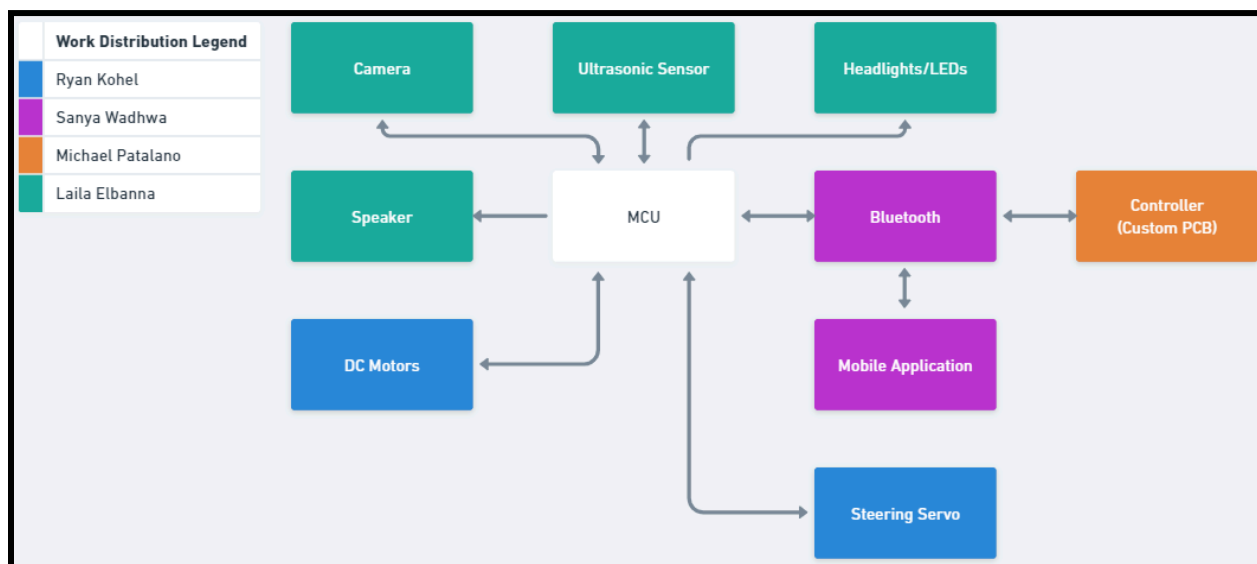 Work Distribution Legend
Ryan Kohel
Sanya Wadhwa
Michael Patalano
Laila Elbanna
Camera
Ultrasonic Sensor
Headlights/LEDs
Speaker
MCU
Bluetooth
Controller
(Custom PCB)
DC Motors
Mobile Application
Steering Servo